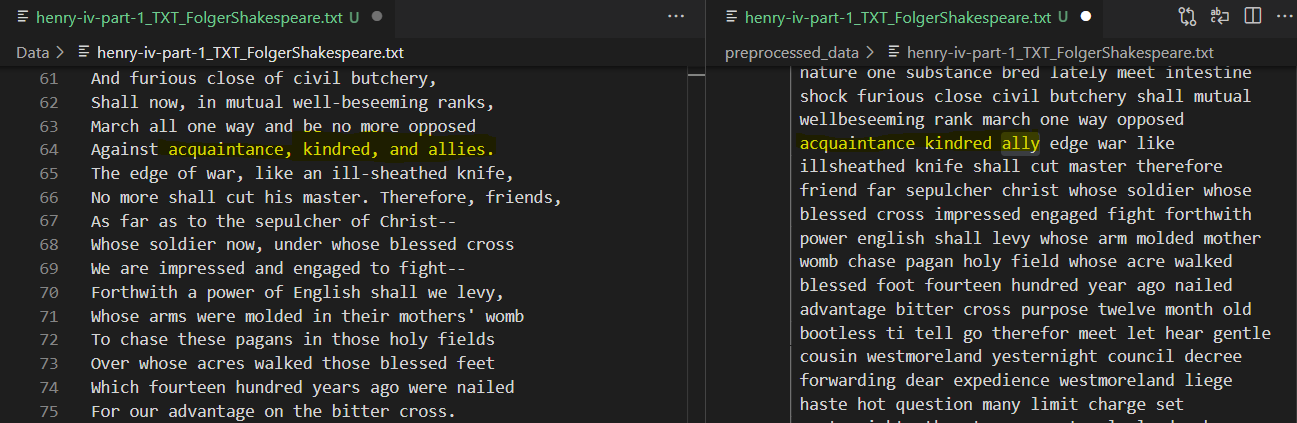 henry-iv-part-1_TXT_FolgerShakespeare.txt U
Data > henry-iv-part-1_TXT_FolgerShakespeare.txt
61 And furious close of civil butchery,
62 Shall now, in mutual well-beseeming ranks,
63 March all one way and be no more opposed
64 Against acquaintance, kindred, and allies.
65 The edge of war, like an ill-sheathed knife,
66 No more shall cut his master. Therefore, friends,
67 As far as to the sepulcher of Christ--
68 Whose soldier now, under whose blessed cross
69 We are impressed and engaged to fight--
70 Forthwith a power of English shall we levy,
71 Whose arms were molded in their mothers' womb
72 To chase these pagans in those holy fields
73 Over whose acres walked those blessed feet
74 Which fourteen hundred years ago were nailed
75 For our advantage on the bitter cross.
henry-iv-part-1_TXT_FolgerShakespeare.txt U
preprocessed_data > henry-iv-part-1_TXT_FolgerShakespeare.txt
nature one substance bred lately meet intestine
shock furious close civil butchery shall mutual
wellbeseeming rank march one way opposed
acquaintance kindred ally edge war like
illsheathed knife shall cut master therefore
friend far sepulcher christ whose soldier whose
blessed cross impressed engaged fight forthwith
power english shall levy whose arm molded mother
womb chase pagan holy field whose acre walked
blessed foot fourteen hundred year ago nailed
advantage bitter cross purpose twelve month old
bootless ti tell go therefor meet let hear gentle
cousin westmoreland yesternight council decree
forwarding dear expedience westmoreland liege
haste hot question many limit charge set